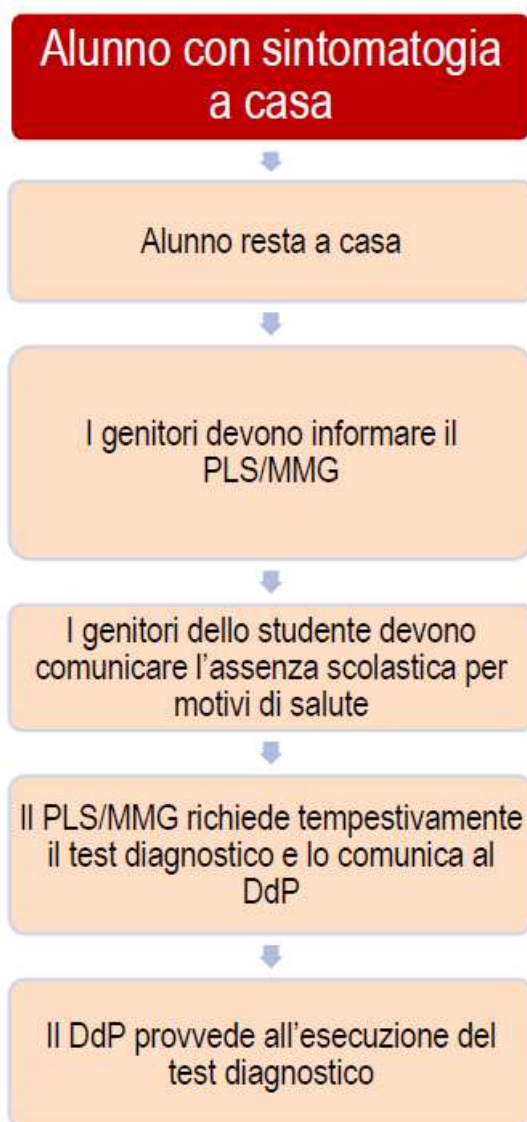 Alunno con sintomatogia
a casa
Alunno resta a casa
I genitori devono informare il
PLS/MMG
I genitori dello studente devono
comunicare l'assenza scolastica per
motivi di salute
Il PLS/MMG richiede tempestivamente
il test diagnostico e lo comunica al
DdP
Il DdP provvede all'esecuzione del
test diagnostico